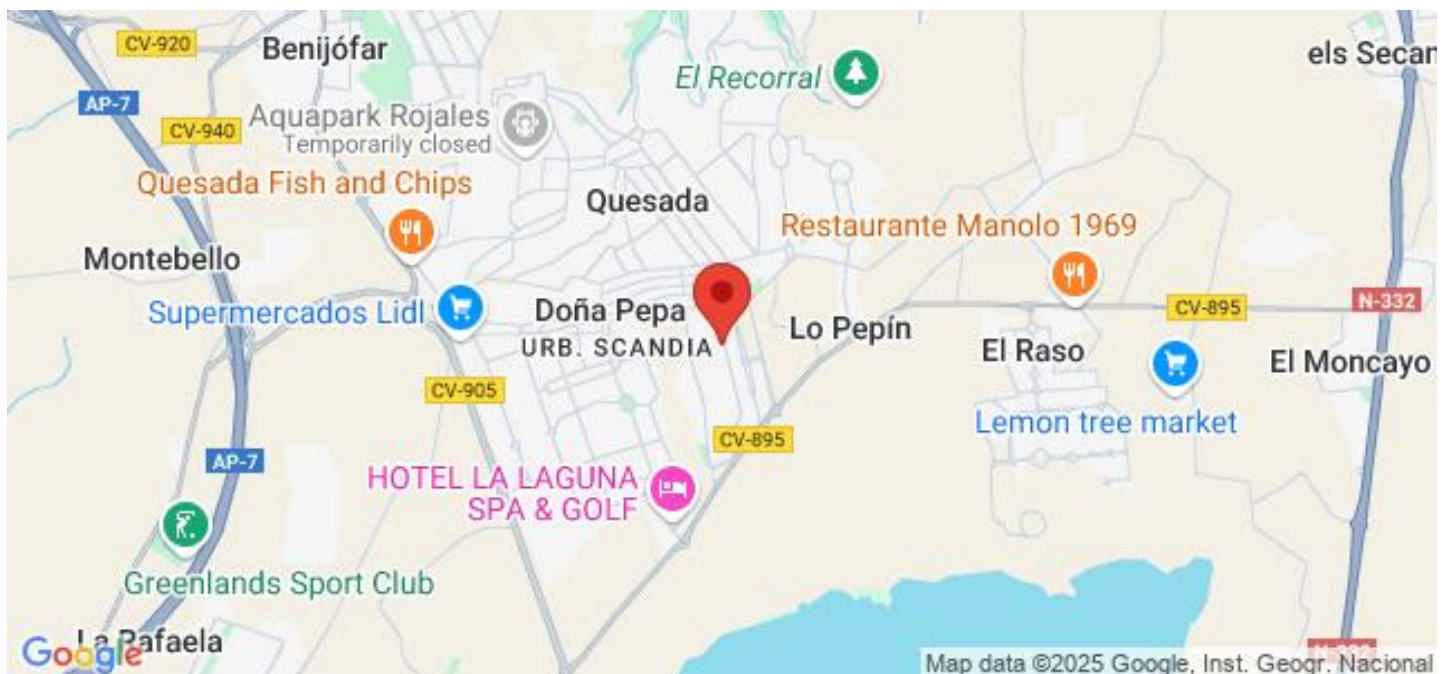 CV-920
Benijófar
els Secan
El Recorral
AP-7
Aquapark Rojales
Temporarily closed
CV-940
Quesada Fish and Chips
Quesada
Restaurante Manolo 1969
Montebello
Supermercados Lidl
Doña Pepa
URB. SCANDIA
Lo Pepín
CV-895
N-332
El Raso
El Moncayo
CV-905
Lemon tree market
CV-895
AP-7
HOTEL LA LAGUNA
SPA & GOLF
Greenlands Sport Club
La Rafaela
Google
N-332
Map data ©2025 Google, Inst. Geogr. Nacional